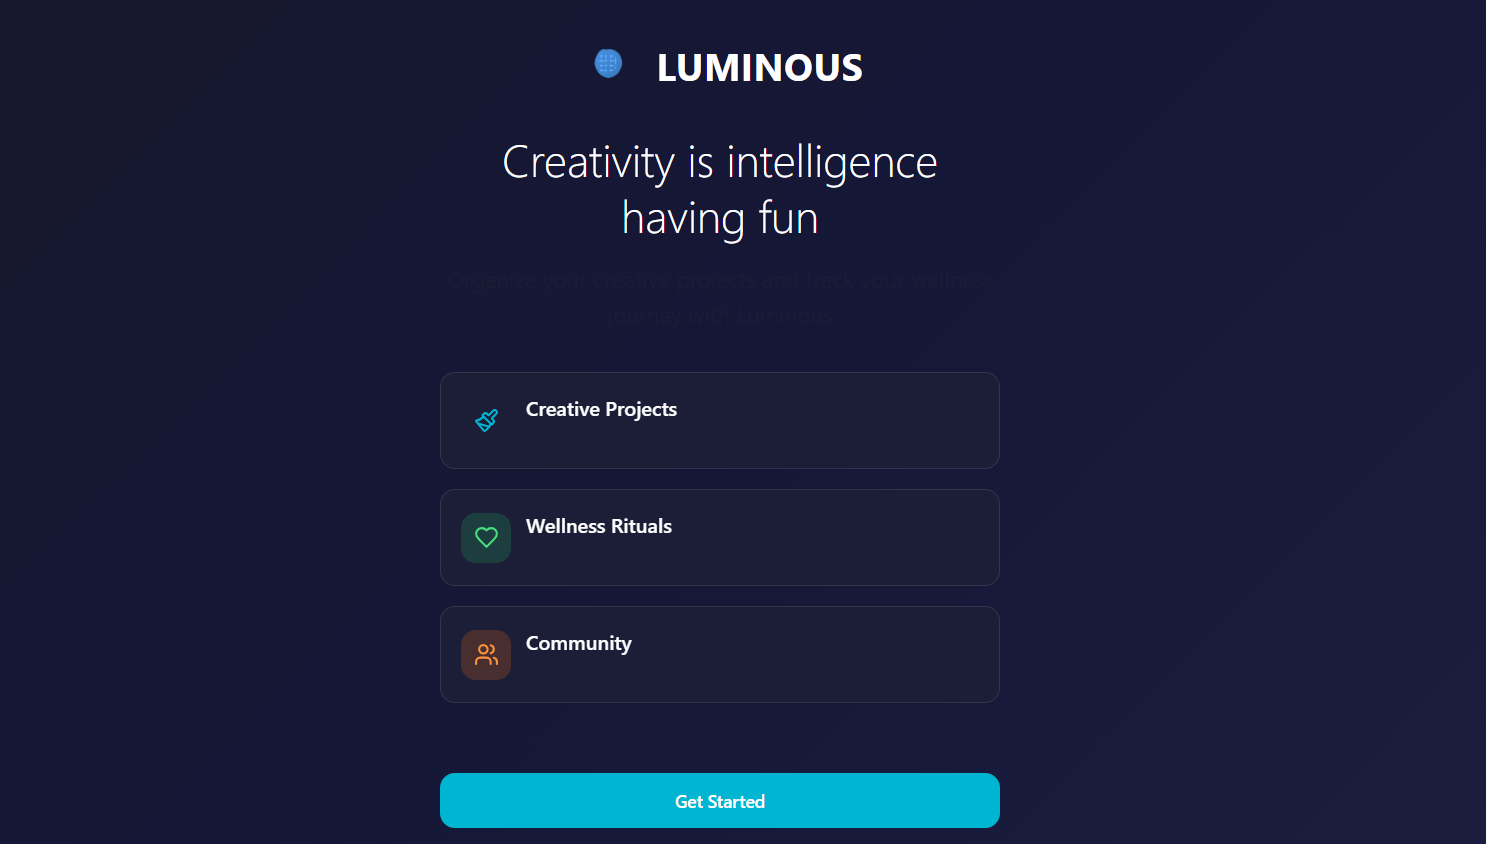 LUMINOUS
Creativity is intelligence
having fun
Organize your creative projects and track your wellness
journey with Luminous
Creative Projects
Wellness Rituals
Community
Get Started